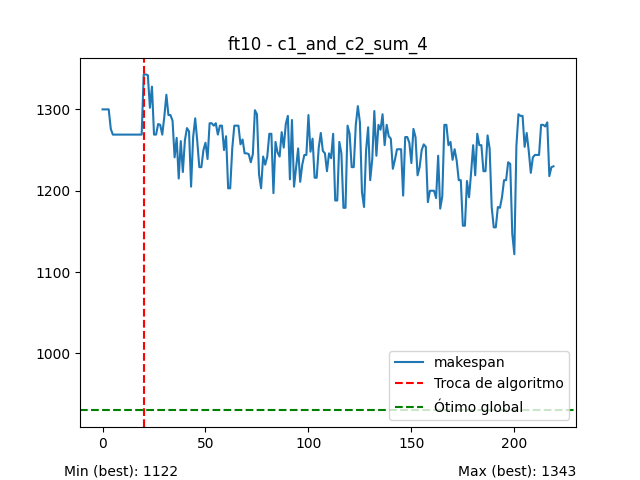 ft10 - c1_and_c2_sum_4
1300
1200
1100
1000
makespan
Troca de algoritmo
Ótimo global
0 50 100 150 200
Min (best): 1122 Max (best): 1343